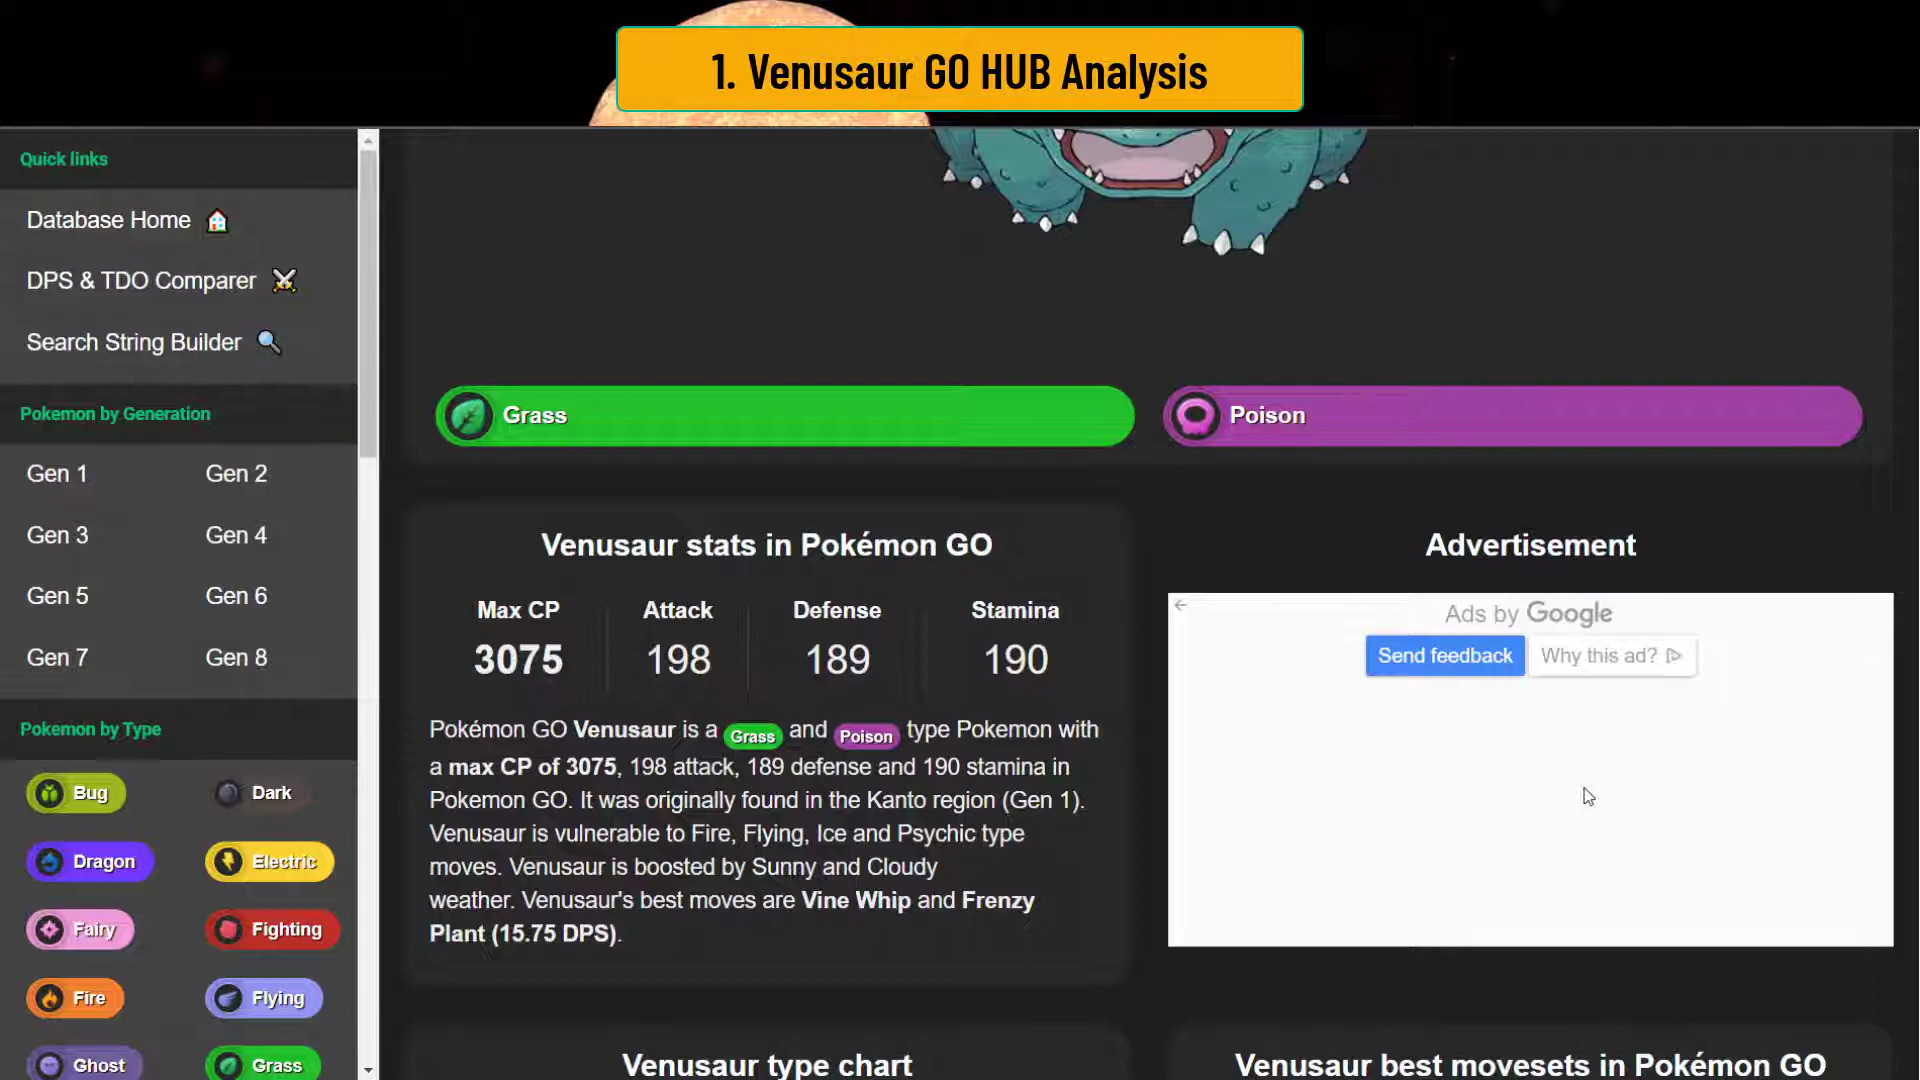 1. Venusaur GO HUB Analysis
Quick links
Database Home
DPS & TDO Comparer
Search String Builder
Pokemon by Generation
Gen 1
Gen 2
Gen 3
Gen 4
Gen 5
Gen 6
Gen 7
Gen 8
Pokemon by Type
Bug
Dark
Dragon
Electric
Fairy
Fighting
Fire
Flying
Ghost
Grass
Grass
Poison
Venusaur stats in Pokémon GO
Max CP
Attack
Defense
Stamina
3075
198
189
190
Pokémon GO Venusaur is a Grass and Poison type Pokemon with
a max CP of 3075, 198 attack, 189 defense and 190 stamina in
Pokemon GO. It was originally found in the Kanto region (Gen 1).
Venusaur is vulnerable to Fire, Flying, Ice and Psychic type
moves. Venusaur is boosted by Sunny and Cloudy
weather. Venusaur's best moves are Vine Whip and Frenzy
Plant (15.75 DPS).
Advertisement
Ads by Google
Send feedback
Why this ad?
Venusaur type chart
Venusaur best movesets in Pokémon GO